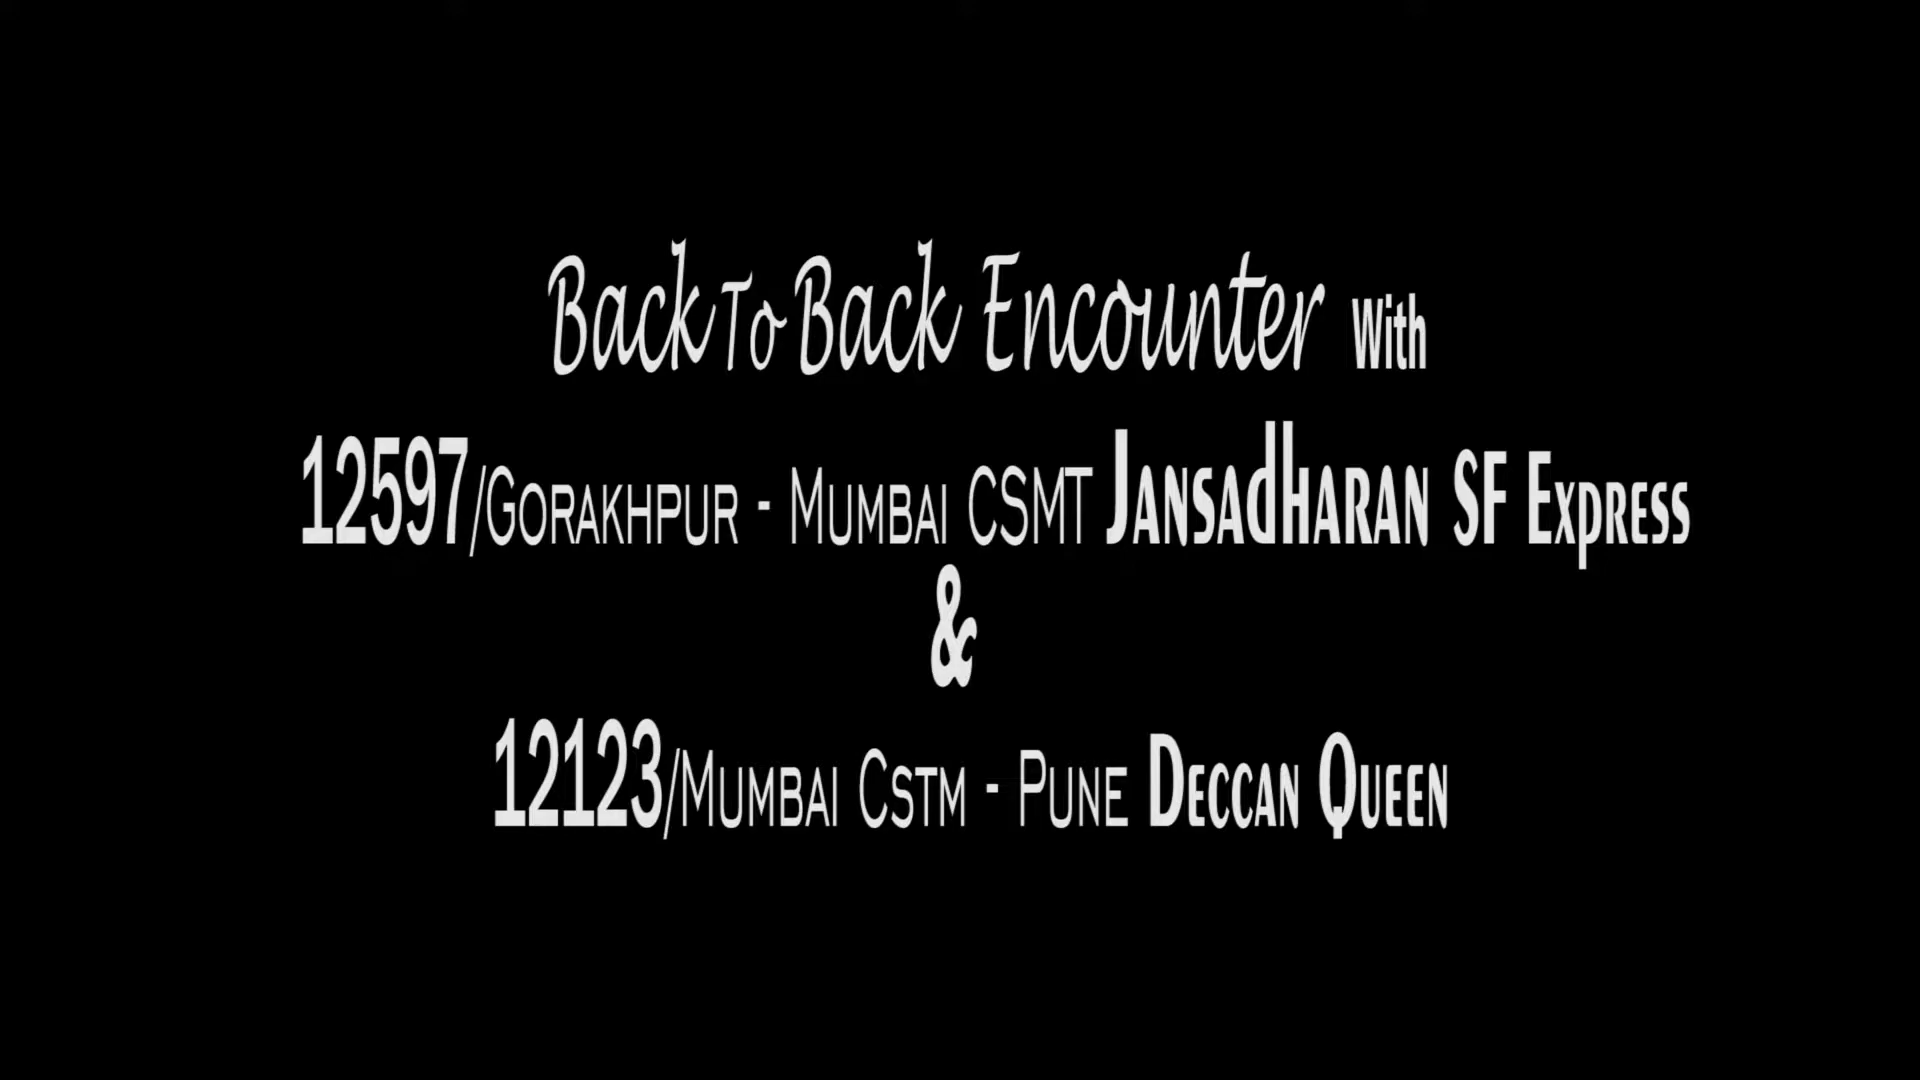 Back To Back Encounter With
12597/Gorakhpur - Mumbai CSMT Jansadharan SF Express
&
12123/Mumbai Cstm - Pune Deccan Queen